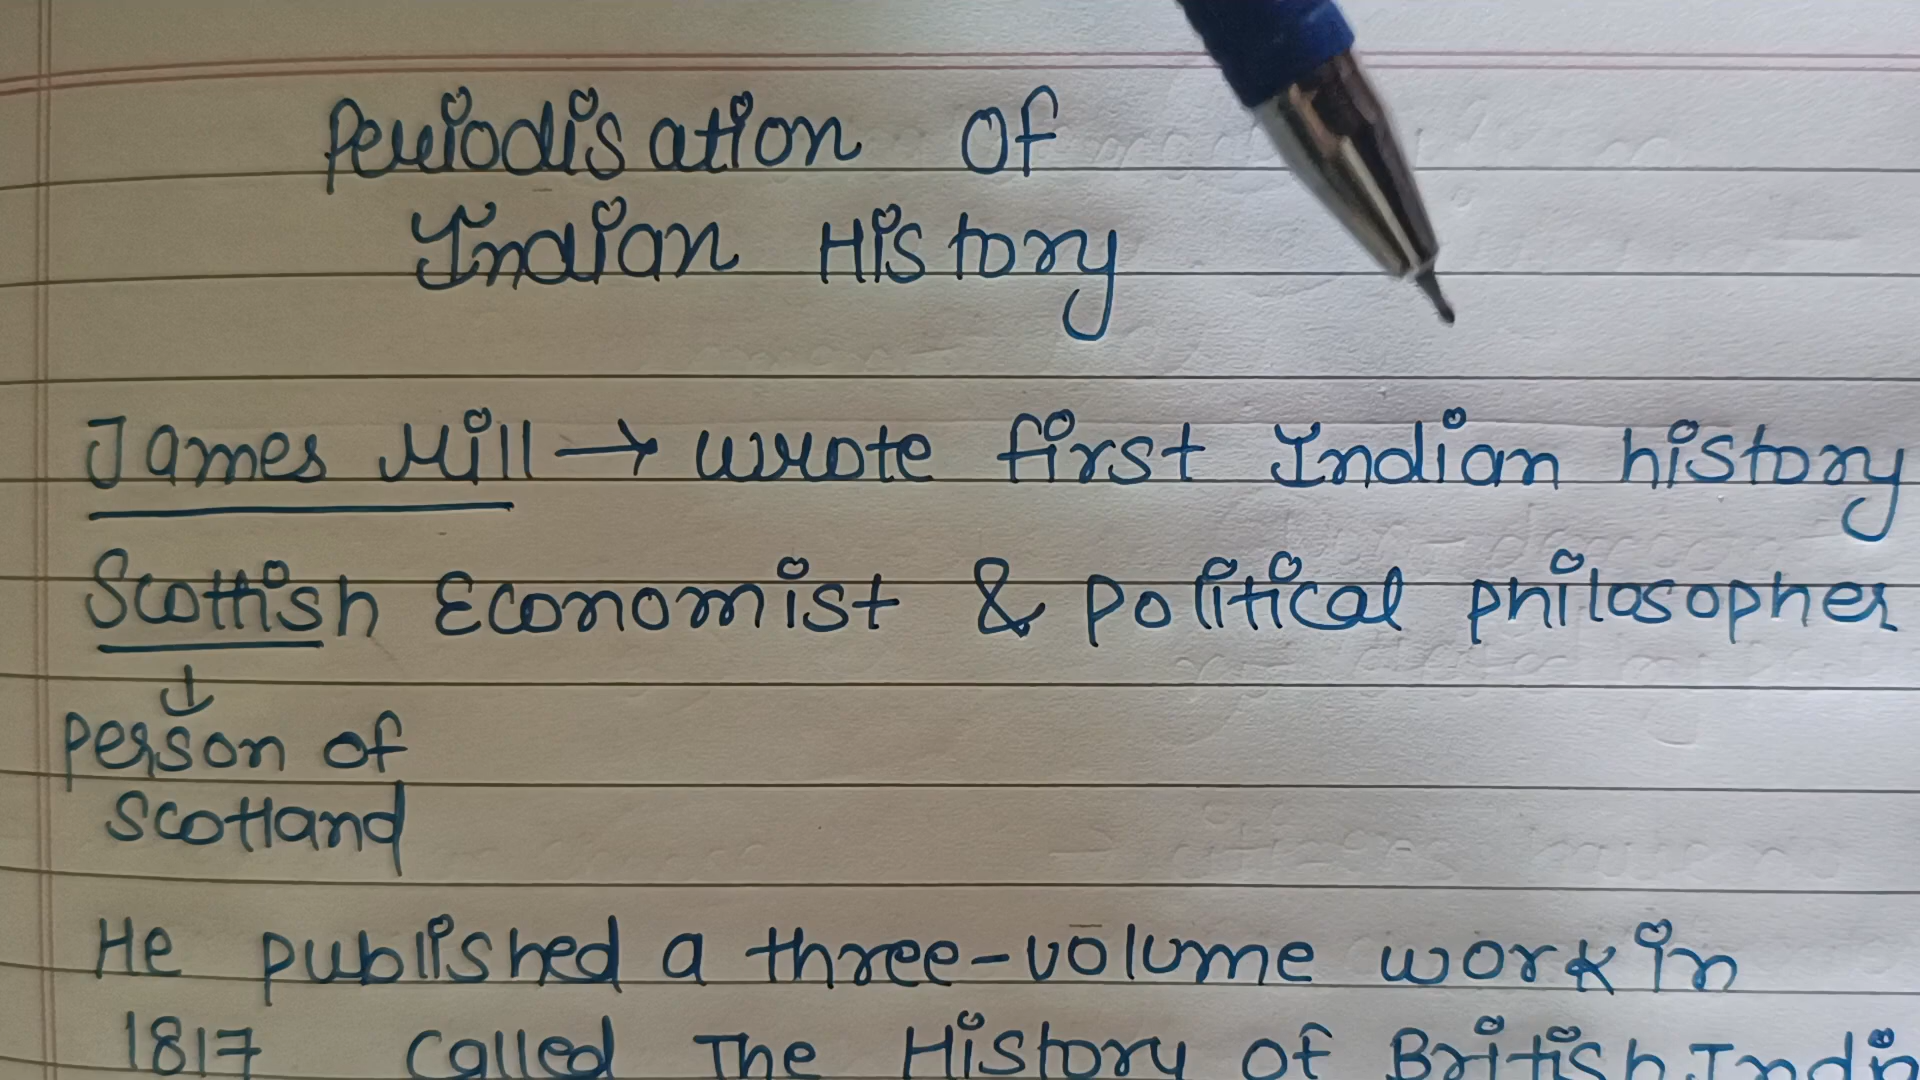 Periodisation Of
Indian History
James Mill → wrote first Indian history
Scottish Economist & political philosopher
↓
person of
Scotland
He published a three-volume work in
1817 called The History Of British India